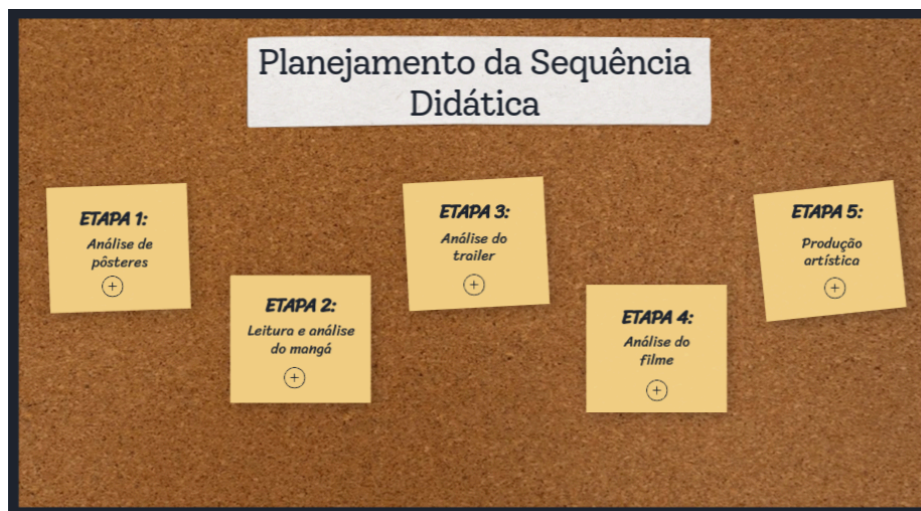 Planejamento da Sequência
Didática
ETAPA 1:
Análise de
pôsteres
ETAPA 2:
Leitura e análise
do mangá
ETAPA 3:
Análise do
trailer
ETAPA 4:
Análise do
filme
ETAPA 5:
Produção
artística